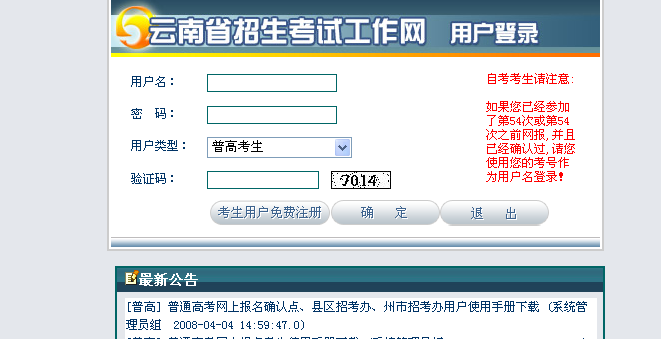 云南省招生考试工作网 用户登录
用户名：
密 码：
用户类型： 普高考生
验证码： 7014
考生用户免费注册 确 定 退 出
自考考生请注意:
如果您已经参加
了第54次或第54
次之前网报,并且
已经确认过,请您
使用您的考号作
为用户名登录!
最新公告
[普高] 普通高考网上报名确认点、县区招考办、州市招考办用户使用手册下载 (系统管
理员组 2008-04-04 14:59:47.0)